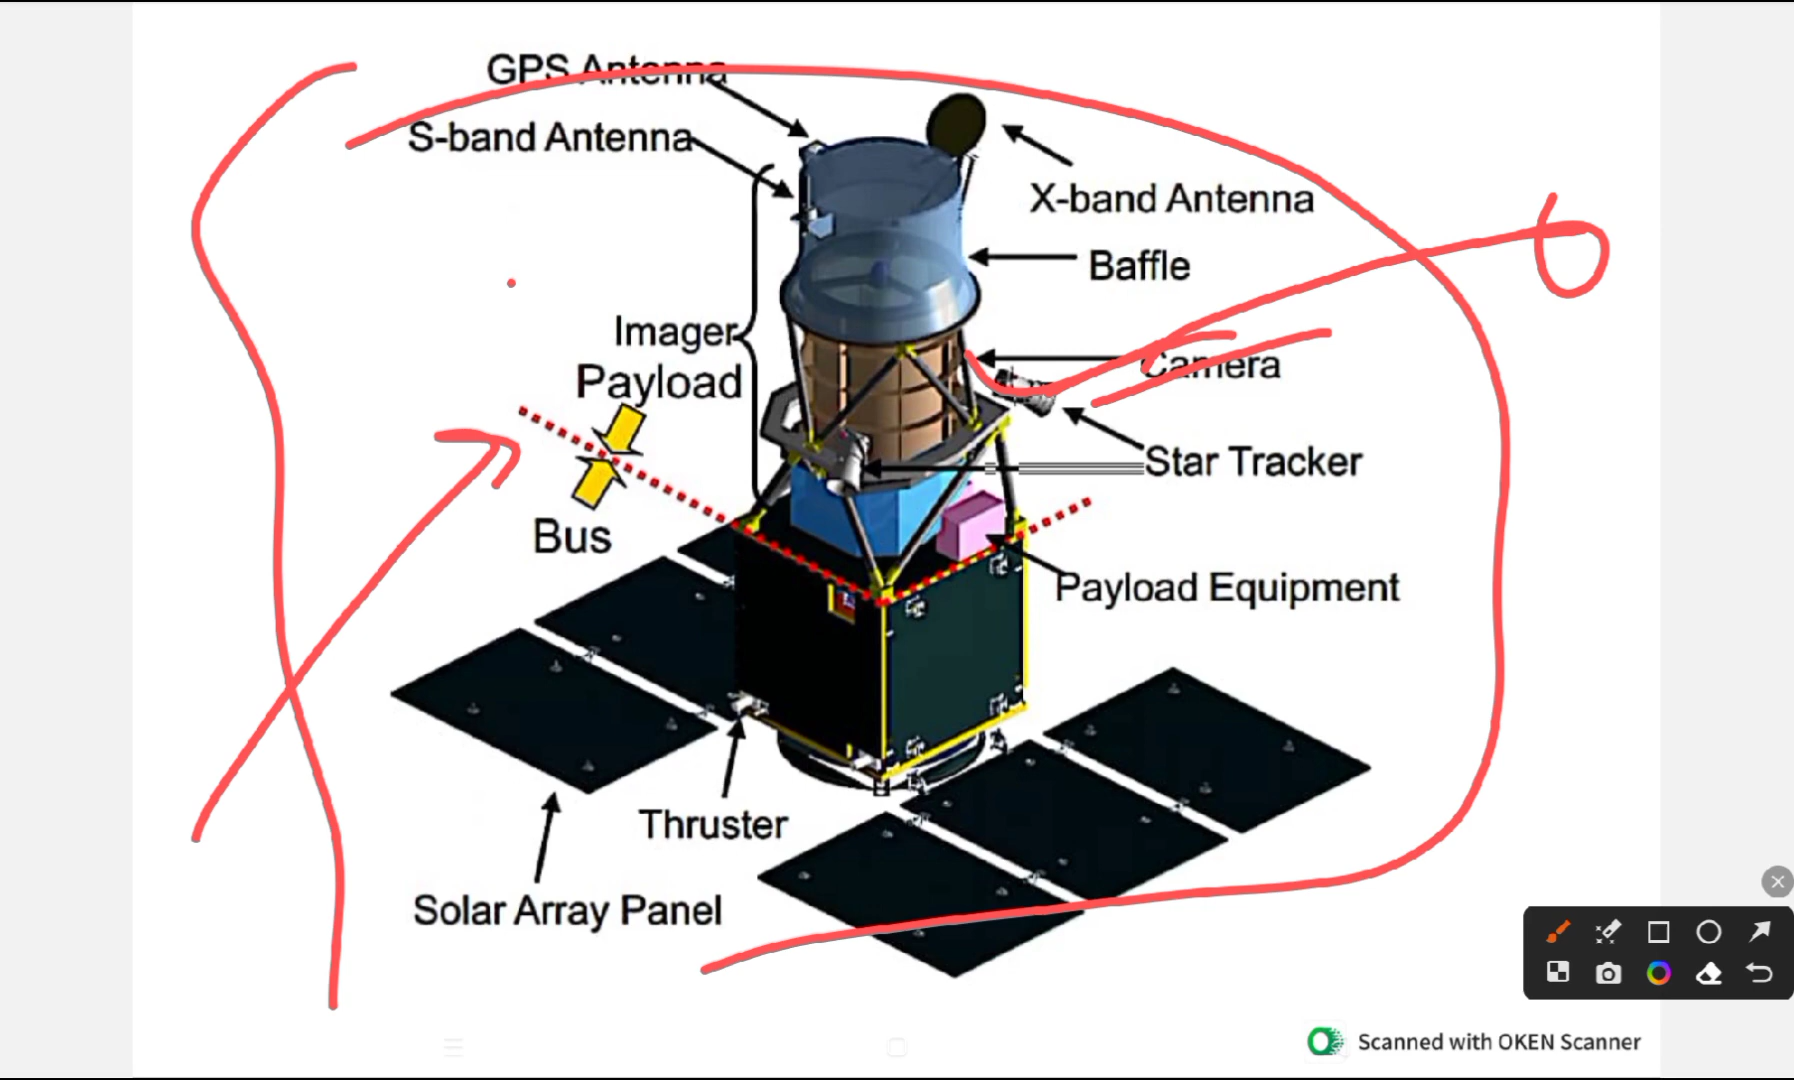 GPS Antenna
S-band Antenna
X-band Antenna
Baffle
Imager
Payload
Camera
Star Tracker
Bus
Payload Equipment
Thruster
Solar Array Panel
Scanned with OKEN Scanner